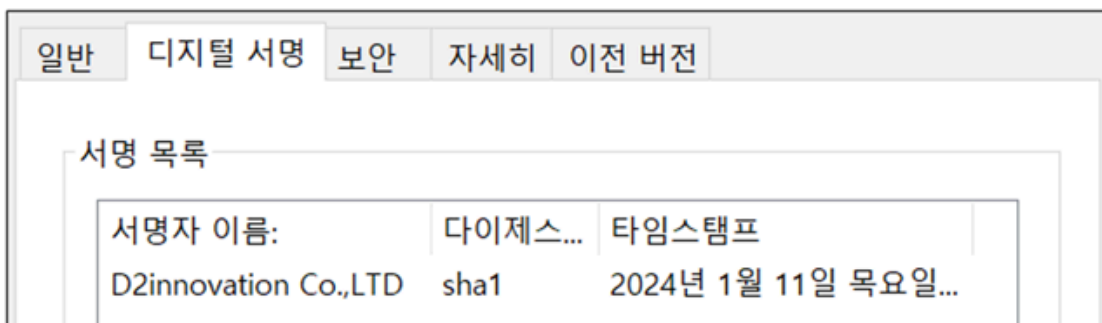 일반 디지털 서명 보안 자세히 이전 버전
서명 목록
서명자 이름: 다이제스... 타임스탬프
D2innovation Co.,LTD sha1 2024년 1월 11일 목요일...